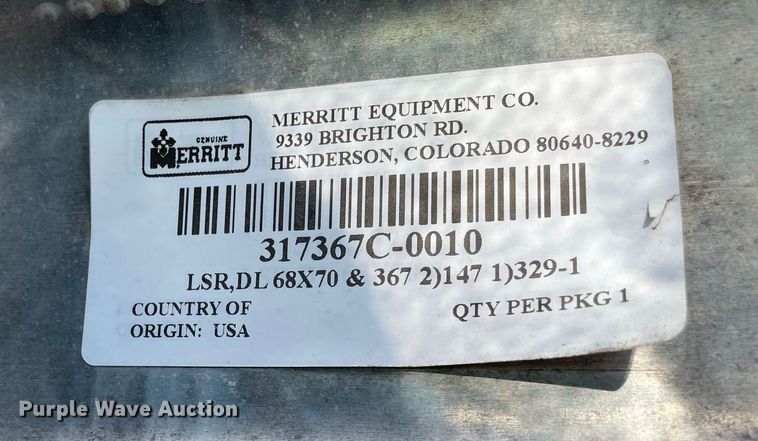 GENUINE
MERRITT
MERRITT EQUIPMENT CO.
9339 BRIGHTON RD.
HENDERSON, COLORADO 80640-8229
317367C-0010
LSR,DL 68X70 & 367 2)147 1)329-1
COUNTRY OF
ORIGIN: USA
QTY PER PKG 1
Purple Wave Auction